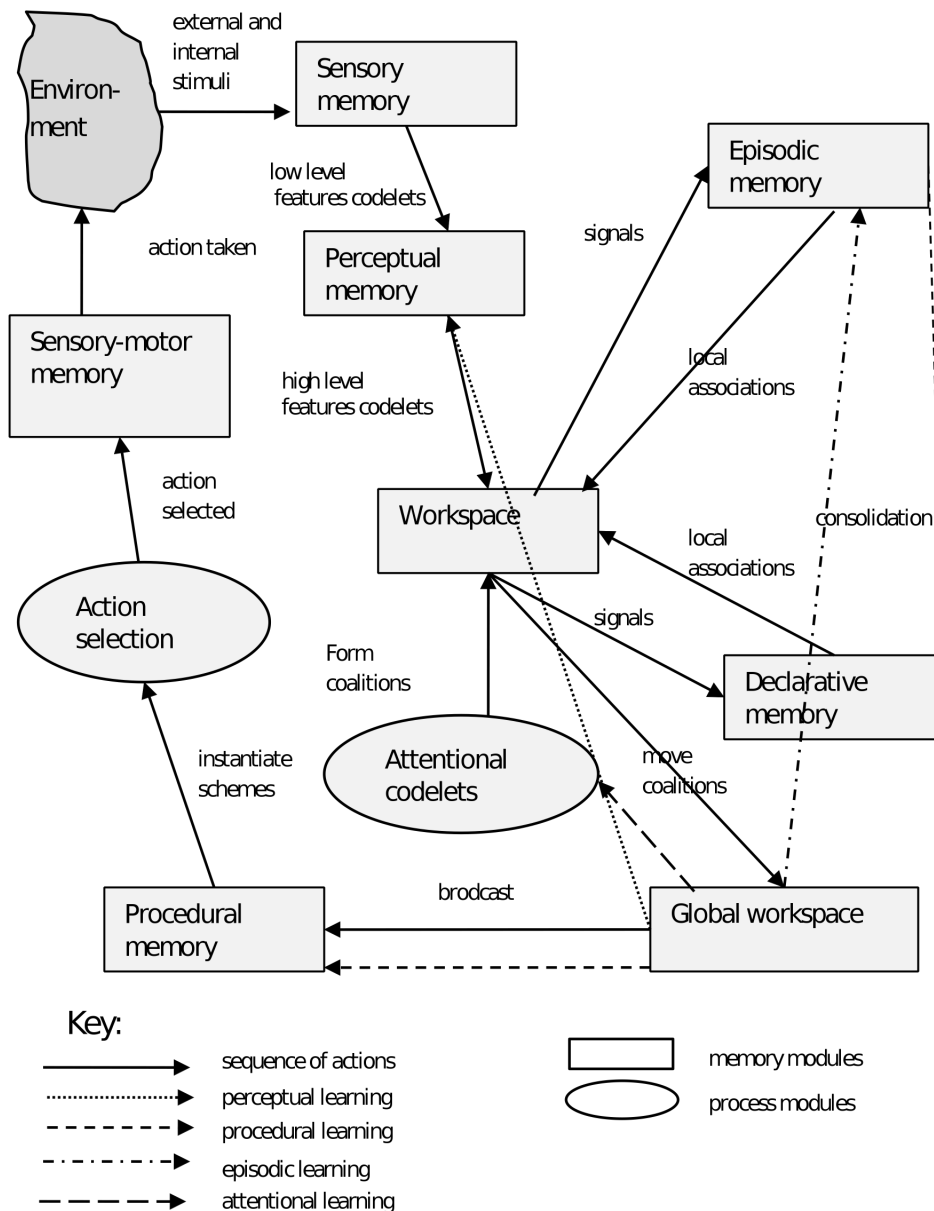 external and
internal
stimuli
Environ-
ment
Sensory
memory
Episodic
memory
low level
features codelets
signals
action taken
Perceptual
memory
Sensory-motor
memory
high level
features codelets
local
associations
action
selected
Workspace
consolidation
local
associations
Action
selection
signals
Form
coalitions
Declarative
memory
instantiate
schemes
Attentional
codelets
move
coalitions
brodcast
Procedural
memory
Global workspace
Key:
sequence of actions
memory modules
perceptual learning
process modules
procedural learning
episodic learning
attentional learning